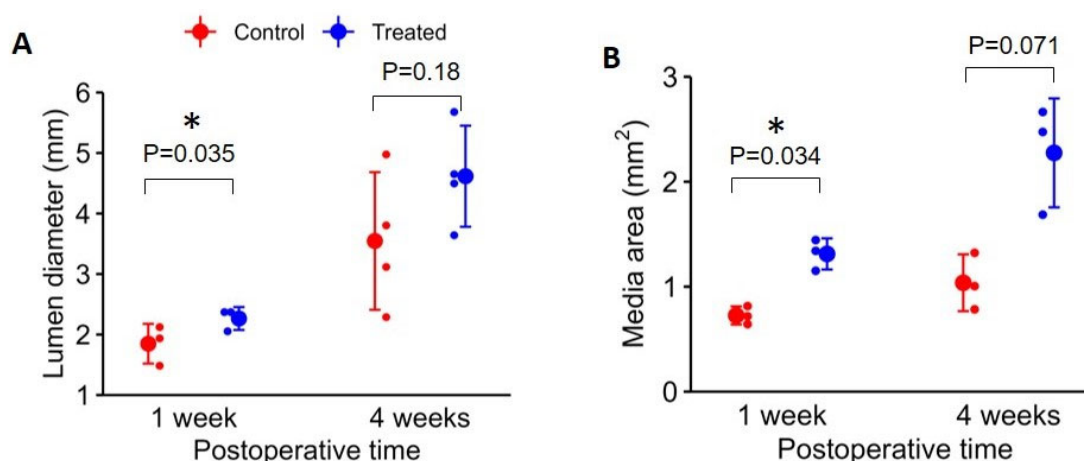 A
Control
Treated
Lumen diameter (mm)
6
5
4
3
2
1
*
P=0.035
P=0.18
1 week
4 weeks
Postoperative time
B
Media area (mm²)
3
2
1
0
*
P=0.034
P=0.071
1 week
4 weeks
Postoperative time